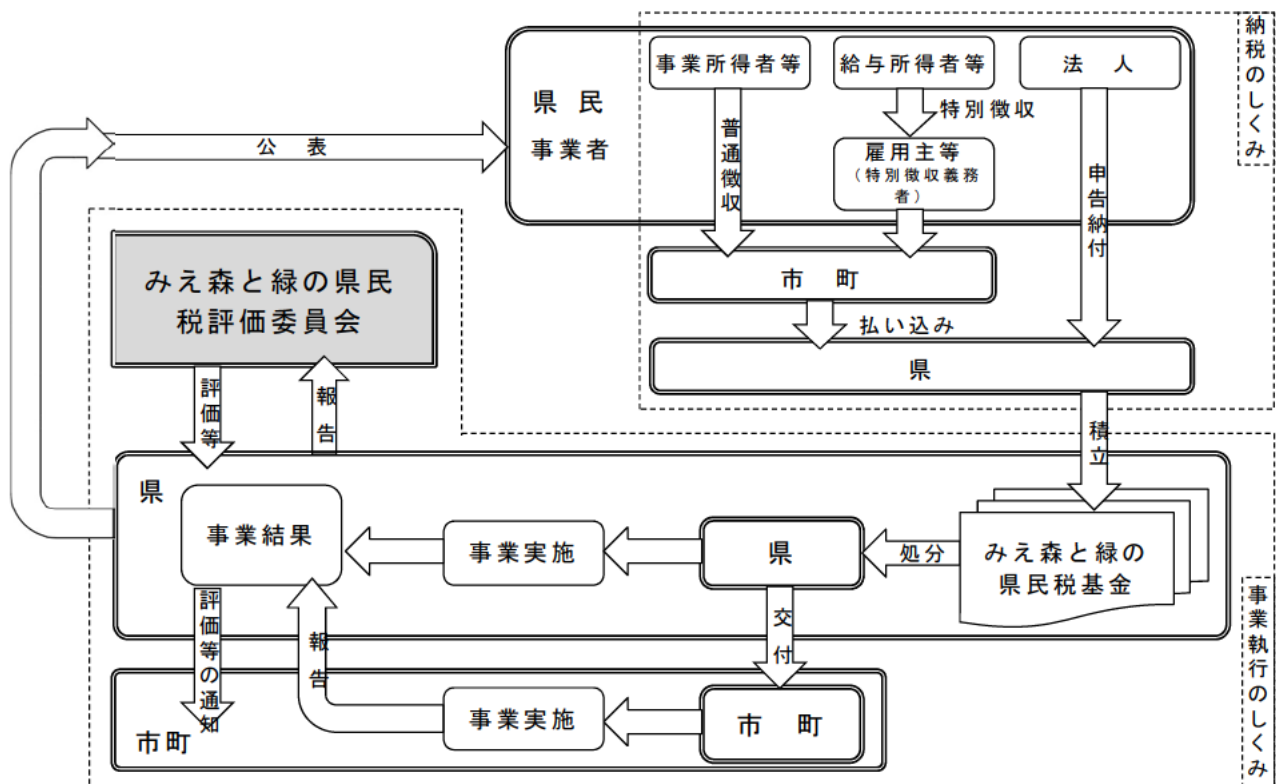 納税のしくみ
事業所得者等
給与所得者等
法　人
県 民
事業者
特別徴収
普通徴収
雇用主等
（特別徴収義務
者）
申告納付
公　表
市　町
払い込み
県
みえ森と緑の県民
税評価委員会
評価等
報告
積立
県
事業結果
事業実施
県
処分
みえ森と緑の
県民税基金
評価等の通知
報告
交付
事業執行のしくみ
市町
事業実施
市　町